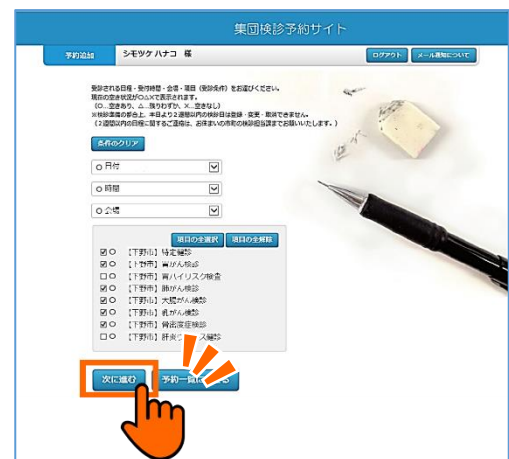 集団検診予約サイト
予約追加 シモツケ ハナコ 様 ログアウト メール通知について
受診される日程・受付時間・会場・項目（受診条件）をお選びください。
現在の空き状況が○△×で表示されます。
（○…空きあり、△…残りわずか、×…空きなし）
※検診準備の都合上、本日より2週間以内の検診日は登録・変更・取消できません。
（2週間以内の日程に関するご連絡は、お住まいの市町の検診担当課までお願いいたします。）
条件のクリア
○ 日付
○ 時間
○ 会場
項目の全選択 項目の全解除
☑ ○ 【下野市】特定健診
☑ ○ 【下野市】胃がん検診
☐ ○ 【下野市】胃ハイリスク検査
☑ ○ 【下野市】肺がん検診
☑ ○ 【下野市】大腸がん検診
☑ ○ 【下野市】乳がん検診
☑ ○ 【下野市】骨密度症検診
☐ ○ 【下野市】肝炎 ス健診
次に進む 予約一覧に る